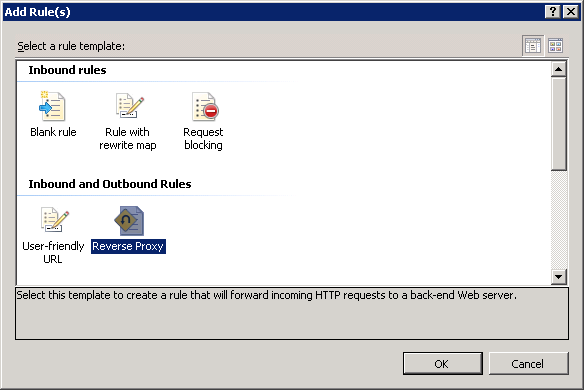 Add Rule(s)
Select a rule template:
Inbound rules
Blank rule
Rule with
rewrite map
Request
blocking
Inbound and Outbound Rules
User-friendly
URL
Reverse Proxy
Select this template to create a rule that will forward incoming HTTP requests to a back-end Web server.
OK
Cancel